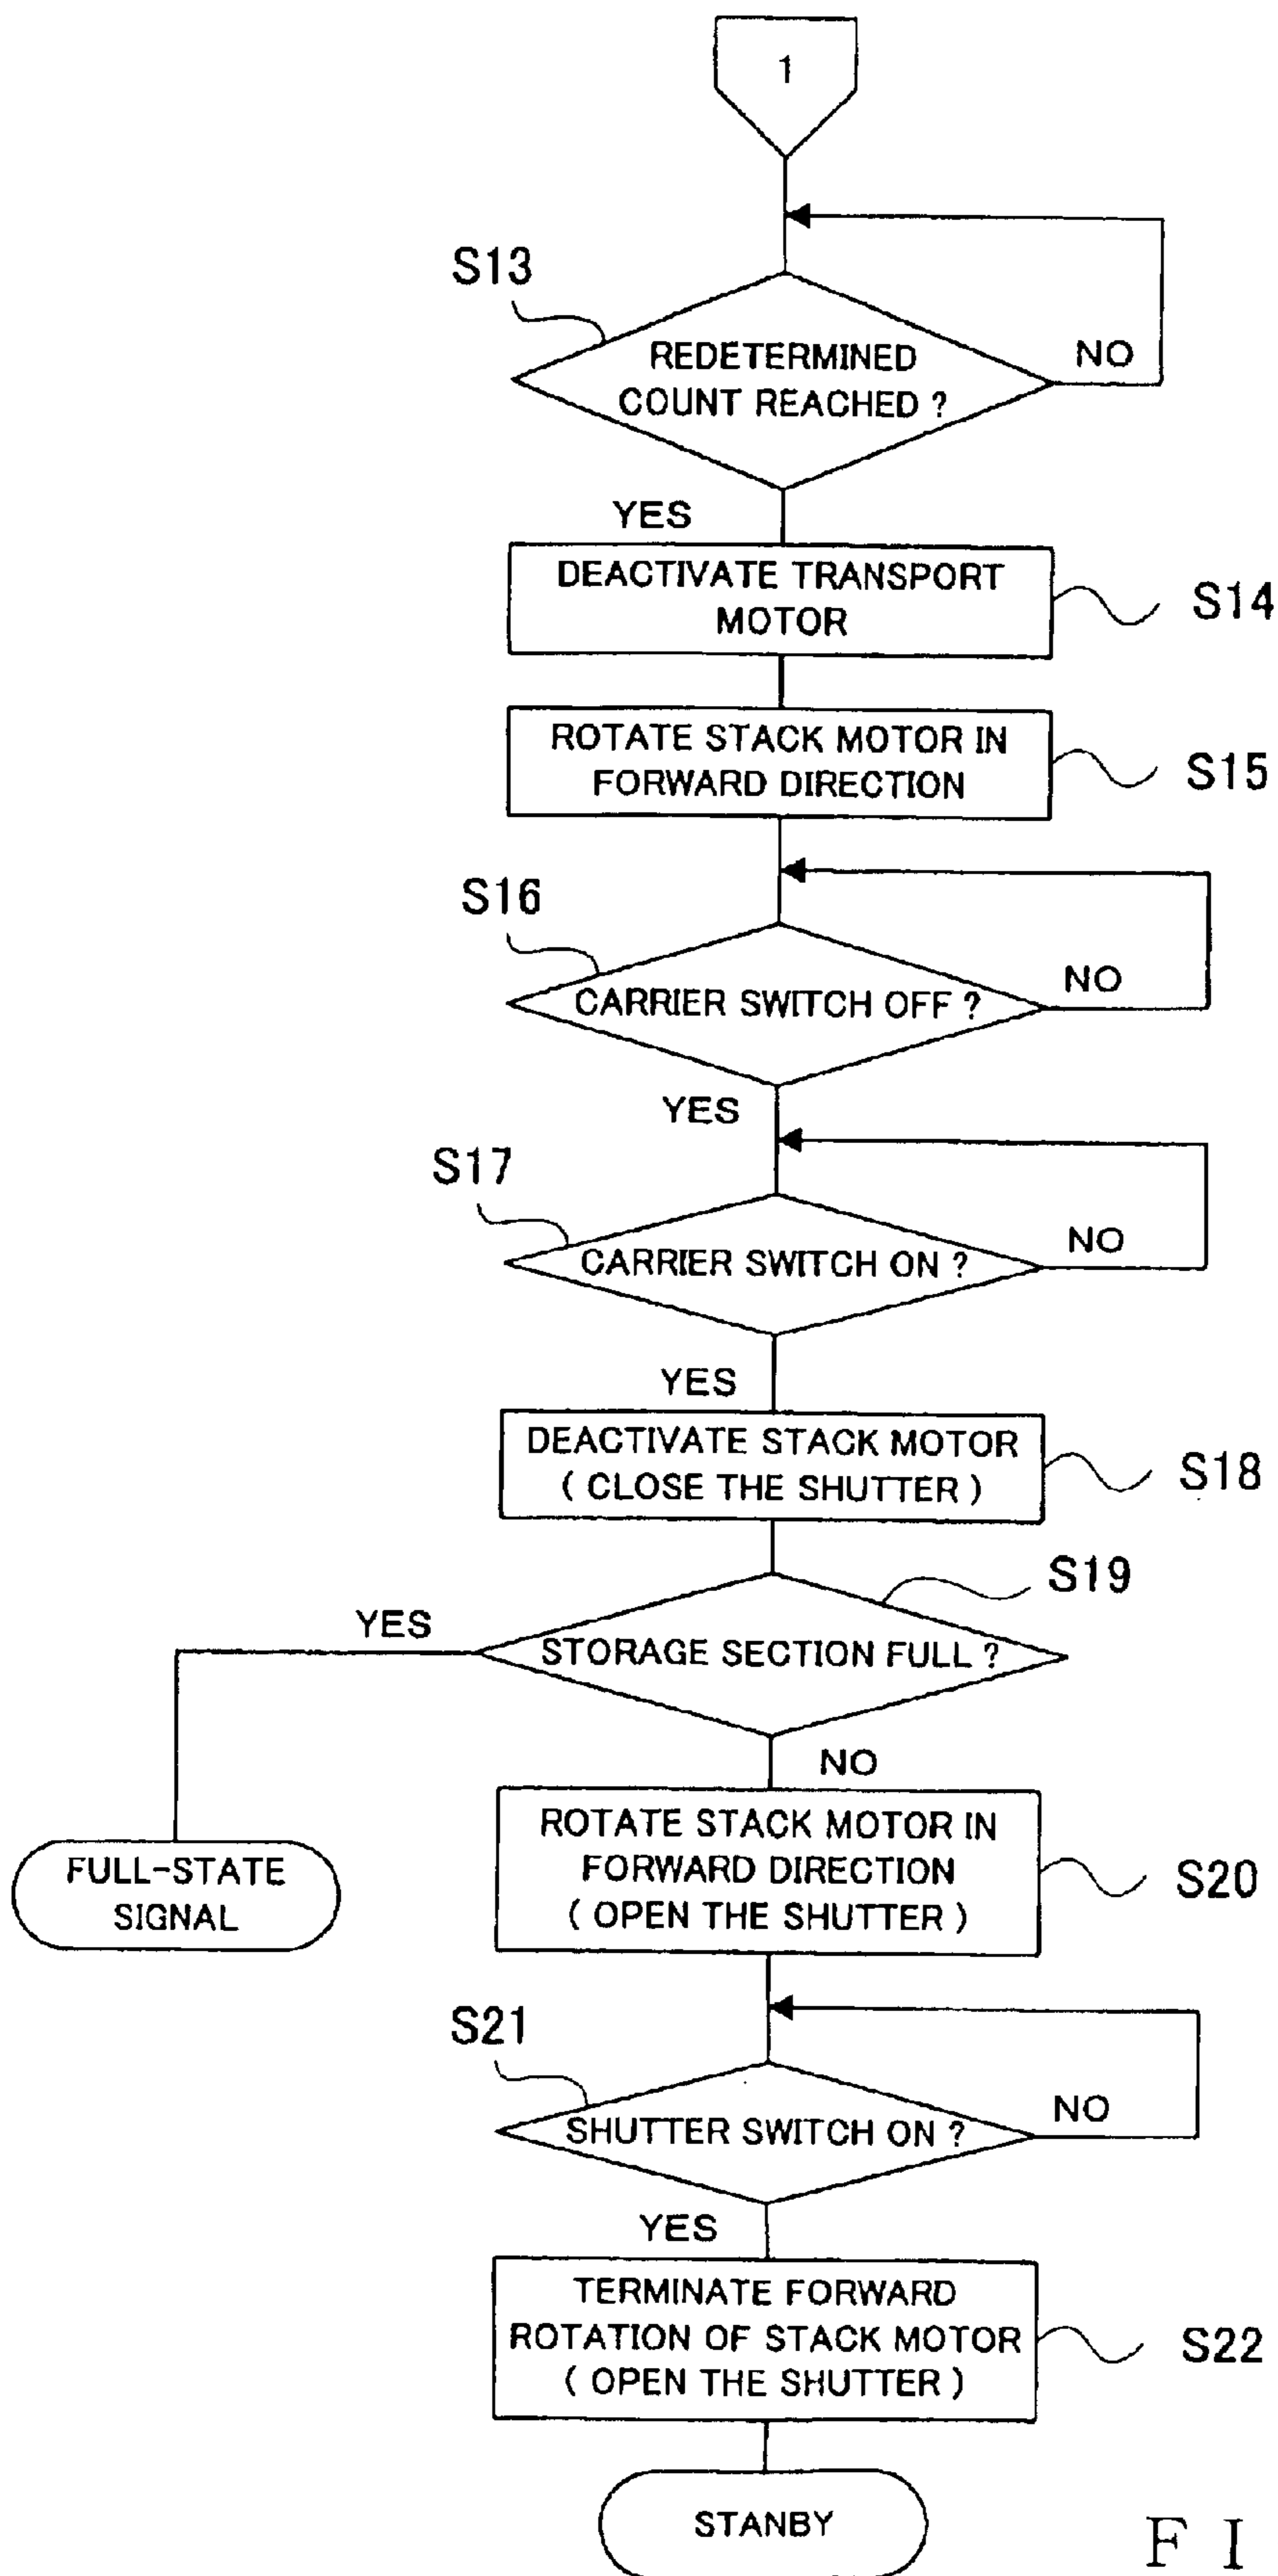 1
S13
REDETERMINED
COUNT REACHED ?
NO
YES
DEACTIVATE TRANSPORT
MOTOR
S14
ROTATE STACK MOTOR IN
FORWARD DIRECTION
S15
S16
CARRIER SWITCH OFF ?
NO
YES
S17
CARRIER SWITCH ON ?
NO
YES
DEACTIVATE STACK MOTOR
( CLOSE THE SHUTTER )
S18
S19
STORAGE SECTION FULL ?
YES
NO
FULL-STATE
SIGNAL
ROTATE STACK MOTOR IN
FORWARD DIRECTION
( OPEN THE SHUTTER )
S20
S21
SHUTTER SWITCH ON ?
NO
YES
TERMINATE FORWARD
ROTATION OF STACK MOTOR
( OPEN THE SHUTTER )
S22
STANBY
F I